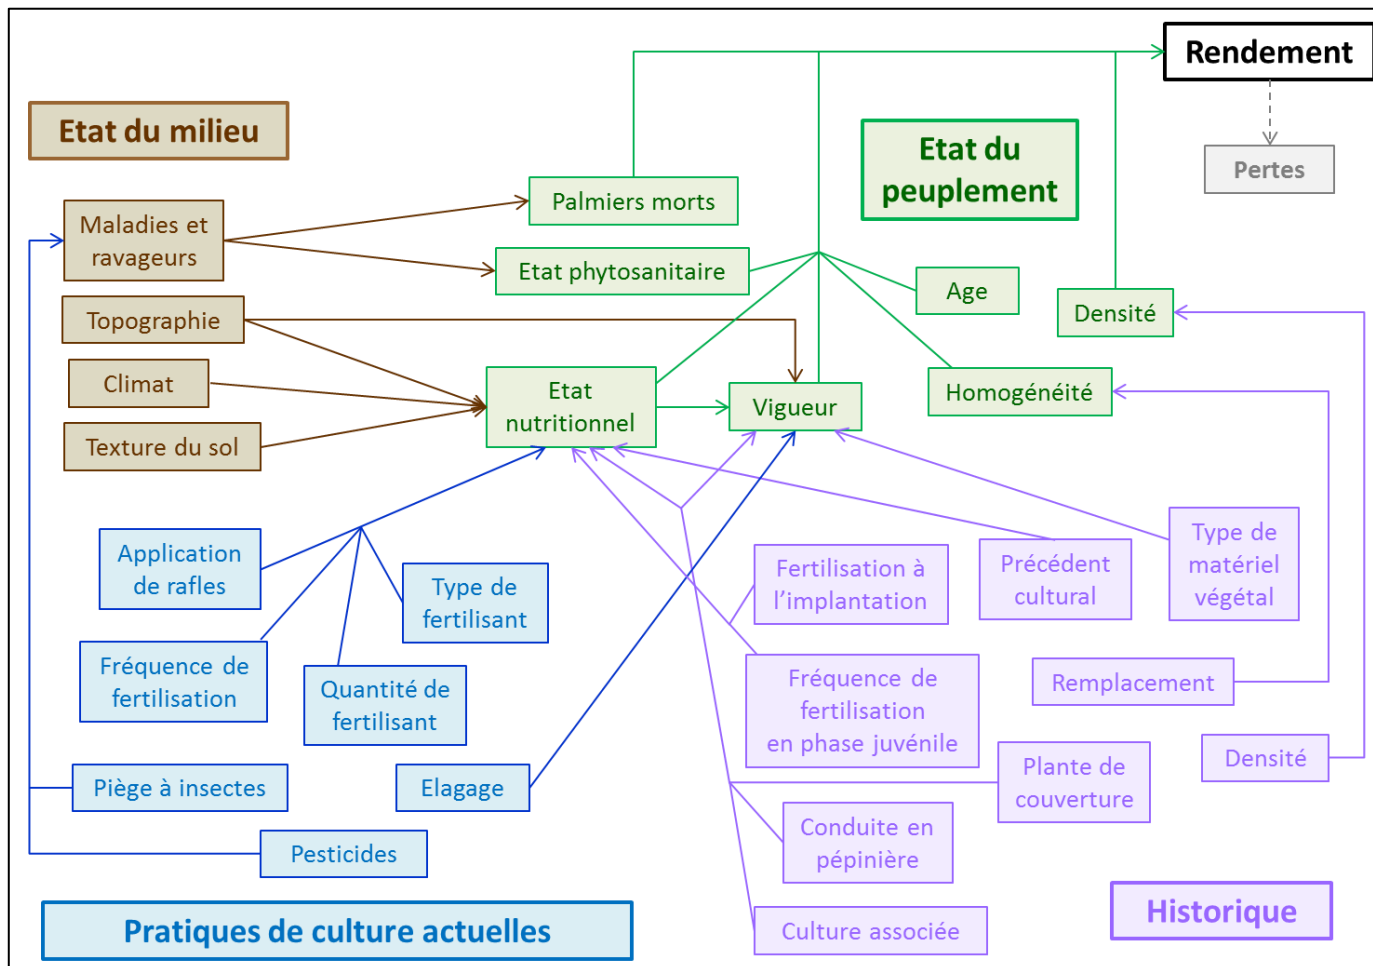 Rendement
Pertes
Etat du milieu
Etat du
peuplement
Palmiers morts
Maladies et
ravageurs
Etat phytosanitaire
Age
Topographie
Densité
Climat
Etat
nutritionnel
Vigueur
Homogénéité
Texture du sol
Application
de rafles
Type de
fertilisant
Fréquence de
fertilisation
Quantité de
fertilisant
Piège à insectes
Elagage
Pesticides
Pratiques de culture actuelles
Fertilisation à
l'implantation
Précédent
cultural
Type de
matériel
végétal
Fréquence de
fertilisation
en phase juvénile
Remplacement
Plante de
couverture
Densité
Conduite en
pépinière
Culture associée
Historique